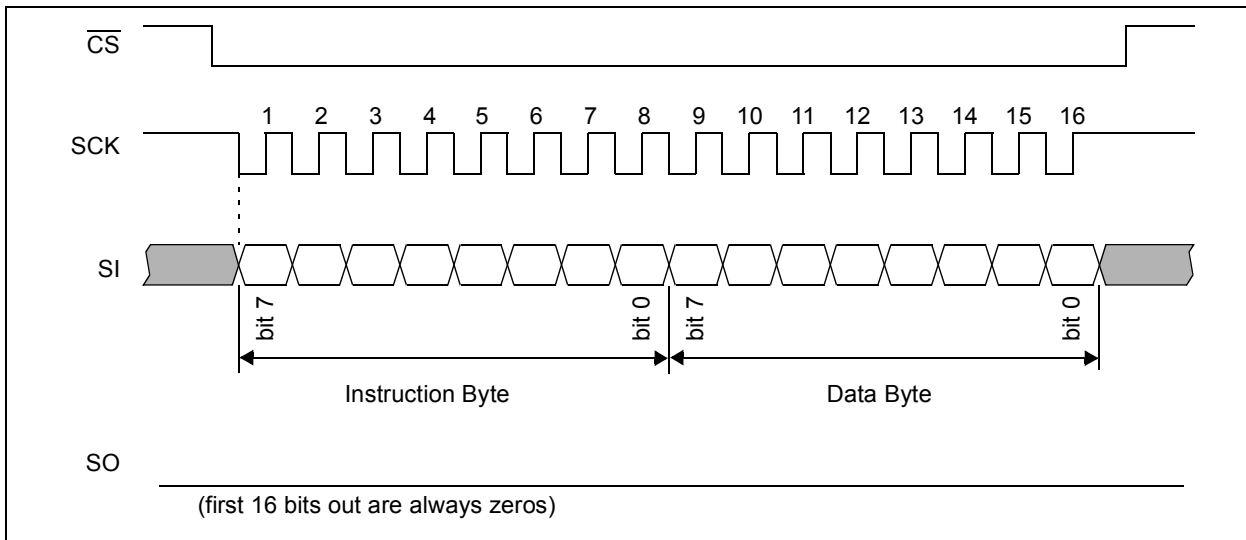 CS
1 2 3 4 5 6 7 8 9 10 11 12 13 14 15 16
SCK
SI
bit 7 bit 0 bit 7 bit 0
Instruction Byte Data Byte
SO
(first 16 bits out are always zeros)